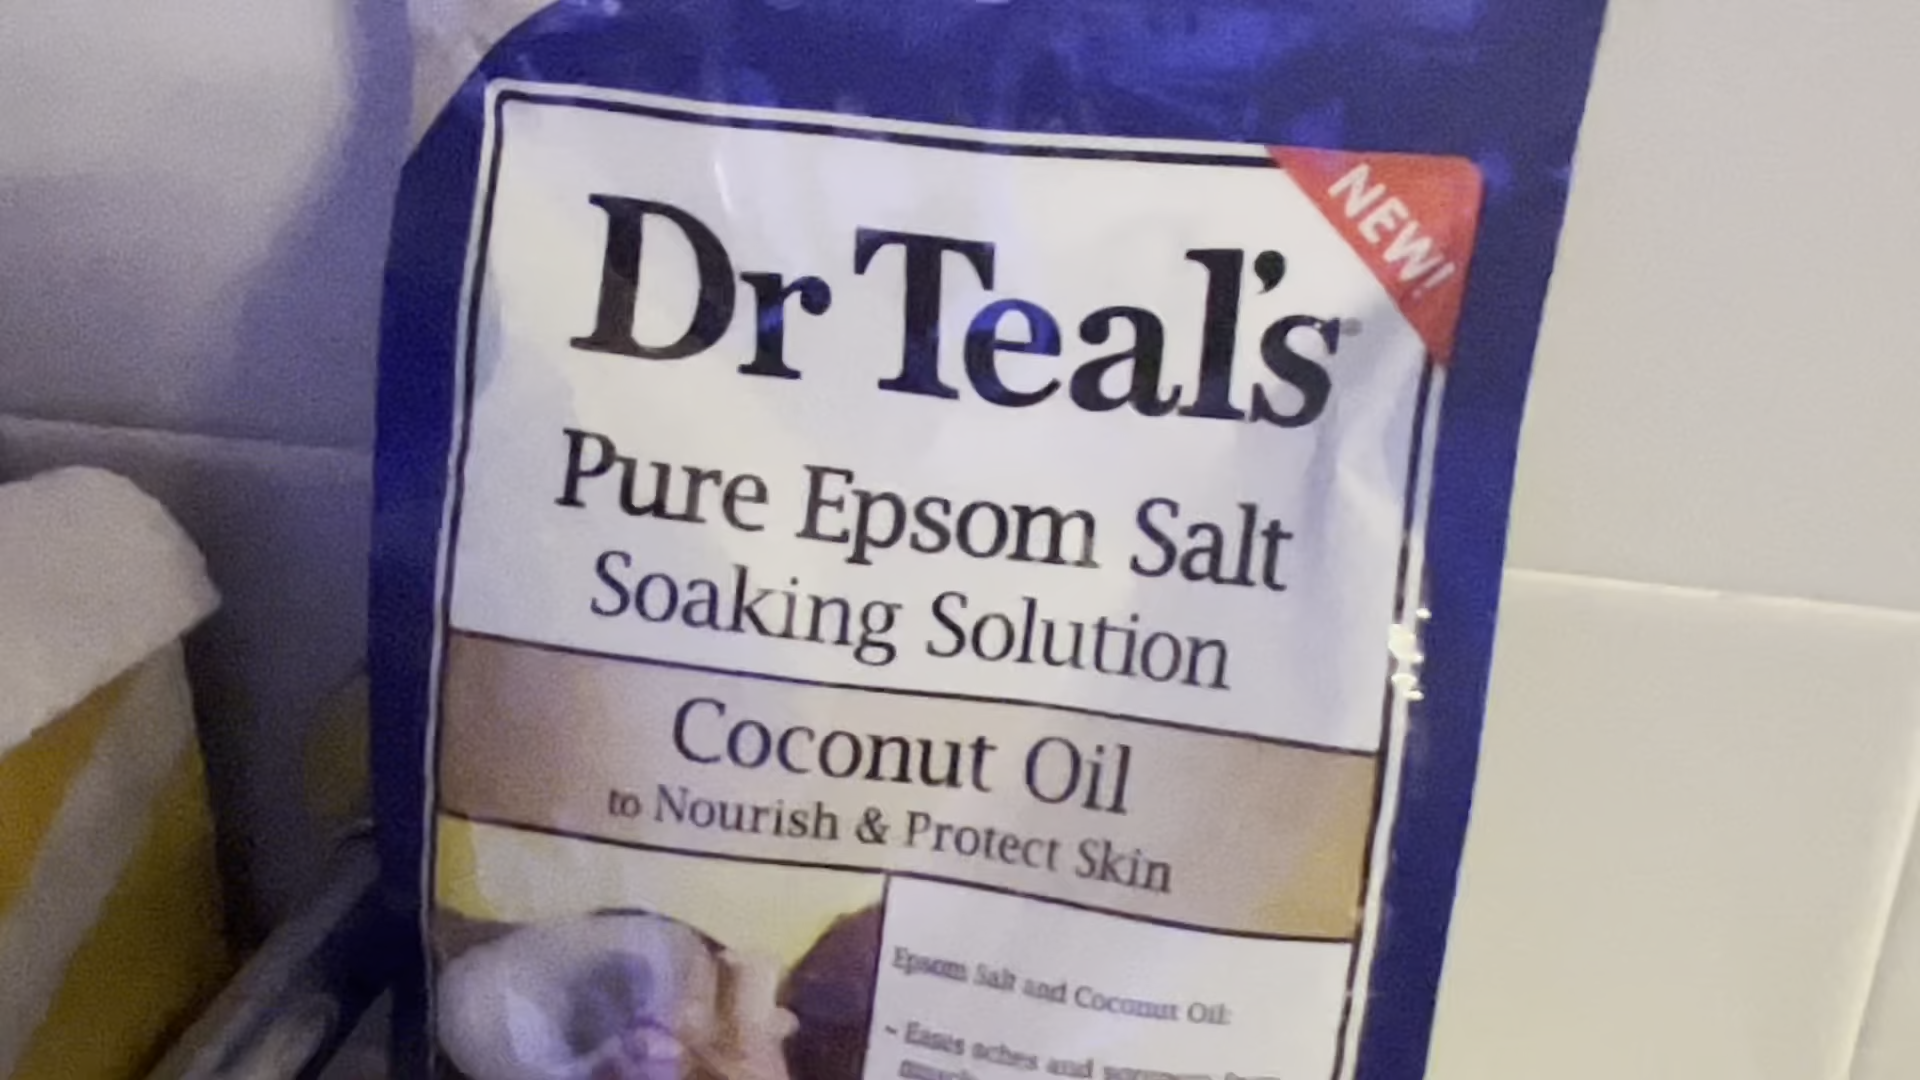 NEW!
Dr Teal's
Pure Epsom Salt
Soaking Solution
Coconut Oil
to Nourish & Protect Skin
Epsom Salt and Coconut Oil:
~ Eases aches and